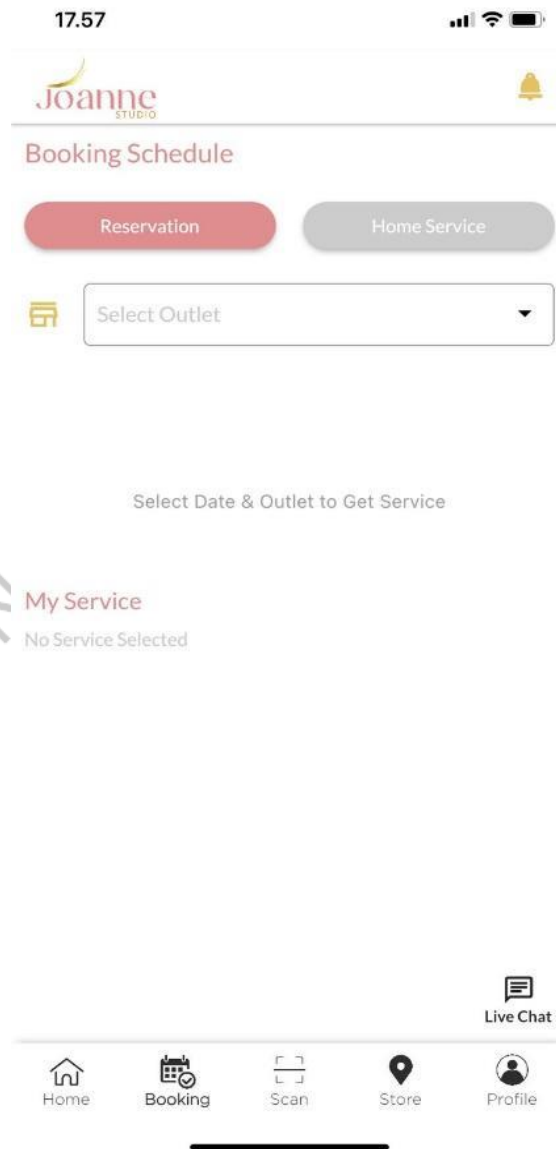 17.57
Joanne
STUDIO
Booking Schedule
Reservation
Home Service
Select Outlet
Select Date & Outlet to Get Service
My Service
No Service Selected
Live Chat
Home Booking Scan Store Profile